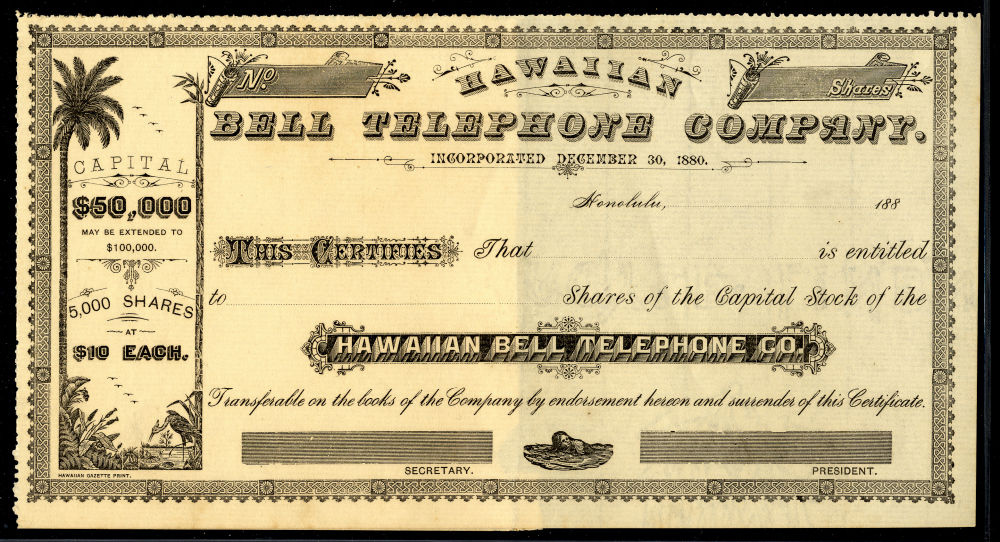 No.
HAWAIIAN
Shares
BELL TELEPHONE COMPANY.
INCORPORATED DECEMBER 30, 1880.
CAPITAL
$50,000
MAY BE EXTENDED TO
$100,000.
5,000 SHARES
AT
$10 EACH.
HAWAIIAN GAZETTE PRINT.
Honolulu, 188
THIS CERTIFIES That is entitled
to Shares of the Capital Stock of the
HAWAIIAN BELL TELEPHONE CO.
Transferable on the books of the Company by endorsement hereon and surrender of this Certificate.
SECRETARY.
PRESIDENT.